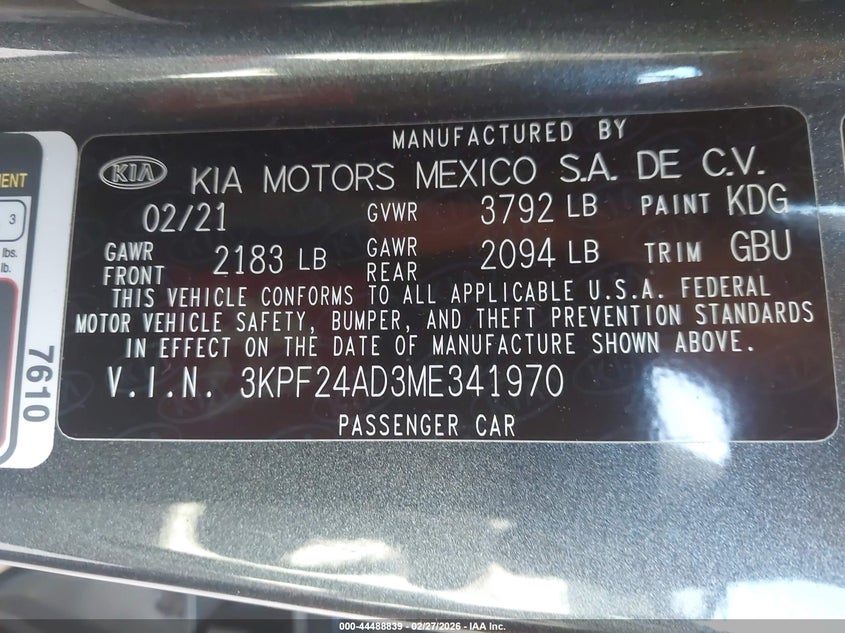 MANUFACTURED BY
KIA KIA MOTORS MEXICO S.A. DE C.V.
02/21 GVWR 3792 LB PAINT KDG
GAWR FRONT 2183 LB GAWR REAR 2094 LB TRIM GBU
THIS VEHICLE CONFORMS TO ALL APPLICABLE U.S.A. FEDERAL
MOTOR VEHICLE SAFETY, BUMPER, AND THEFT PREVENTION STANDARDS
IN EFFECT ON THE DATE OF MANUFACTURE SHOWN ABOVE.
V.I.N. 3KPF24AD3ME341970
PASSENGER CAR
3
lbs.
lb.
7610
000-44488839 - 02/27/2026 - IAA Inc.